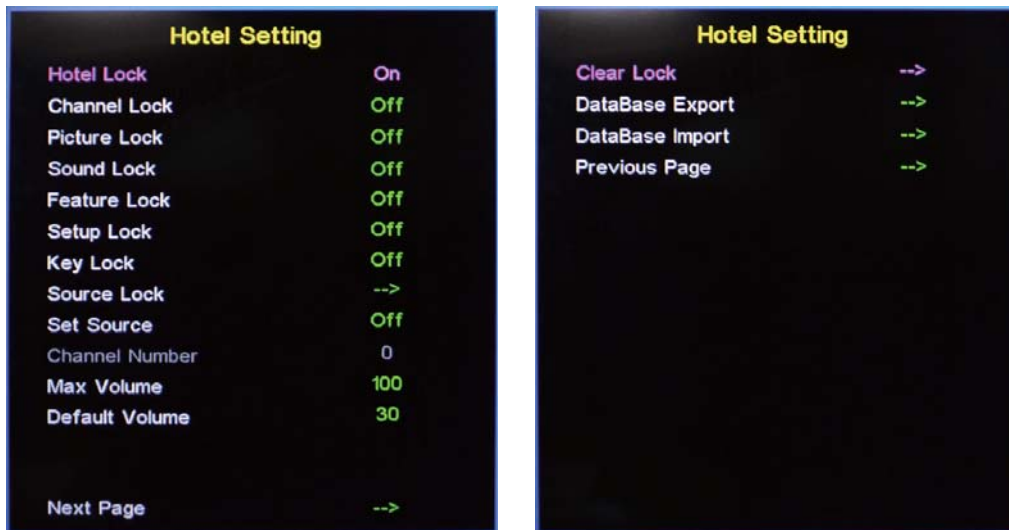 Hotel Setting
Hotel Lock On
Channel Lock Off
Picture Lock Off
Sound Lock Off
Feature Lock Off
Setup Lock Off
Key Lock Off
Source Lock -->
Set Source Off
Channel Number 0
Max Volume 100
Default Volume 30
Next Page -->
Hotel Setting
Clear Lock -->
DataBase Export -->
DataBase Import -->
Previous Page -->